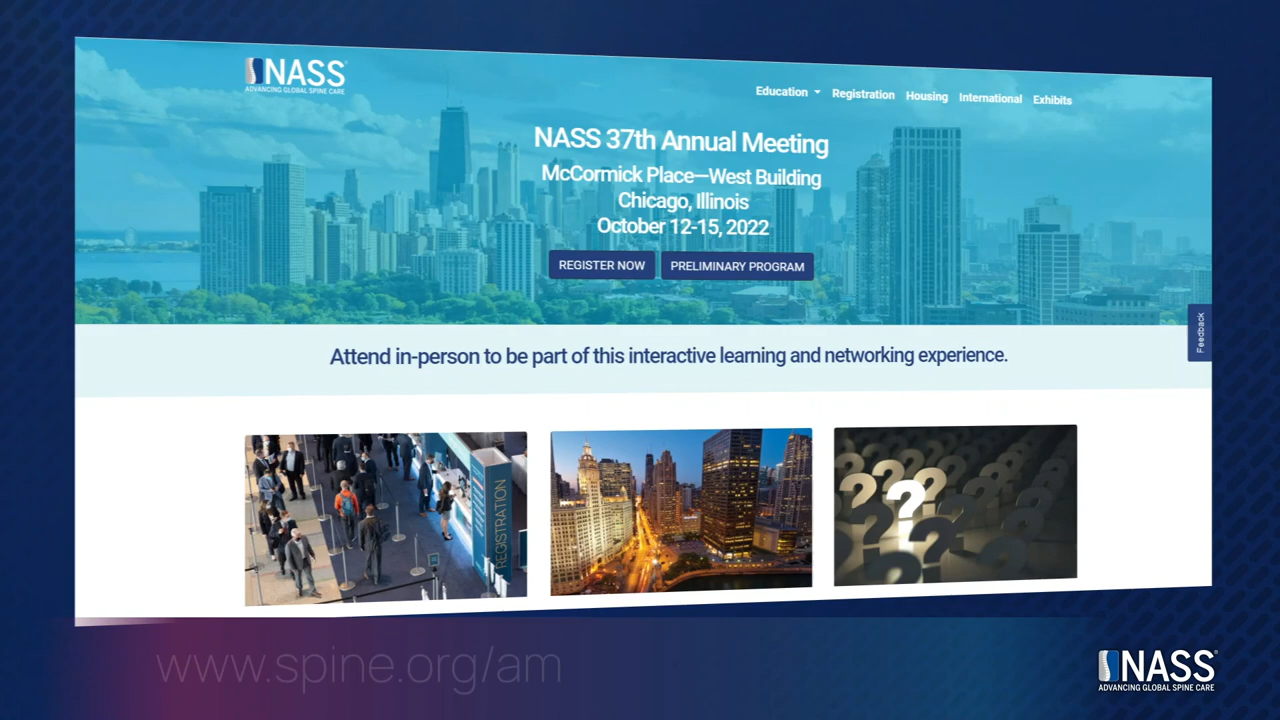 NASS
ADVANCING GLOBAL SPINE CARE
Education Registration Housing International Exhibits
NASS 37th Annual Meeting
McCormick Place—West Building
Chicago, Illinois
October 12-15, 2022
REGISTER NOW PRELIMINARY PROGRAM
Feedback
Attend in-person to be part of this interactive learning and networking experience.
REGISTRATION
www.spine.org/am
NASS
ADVANCING GLOBAL SPINE CARE